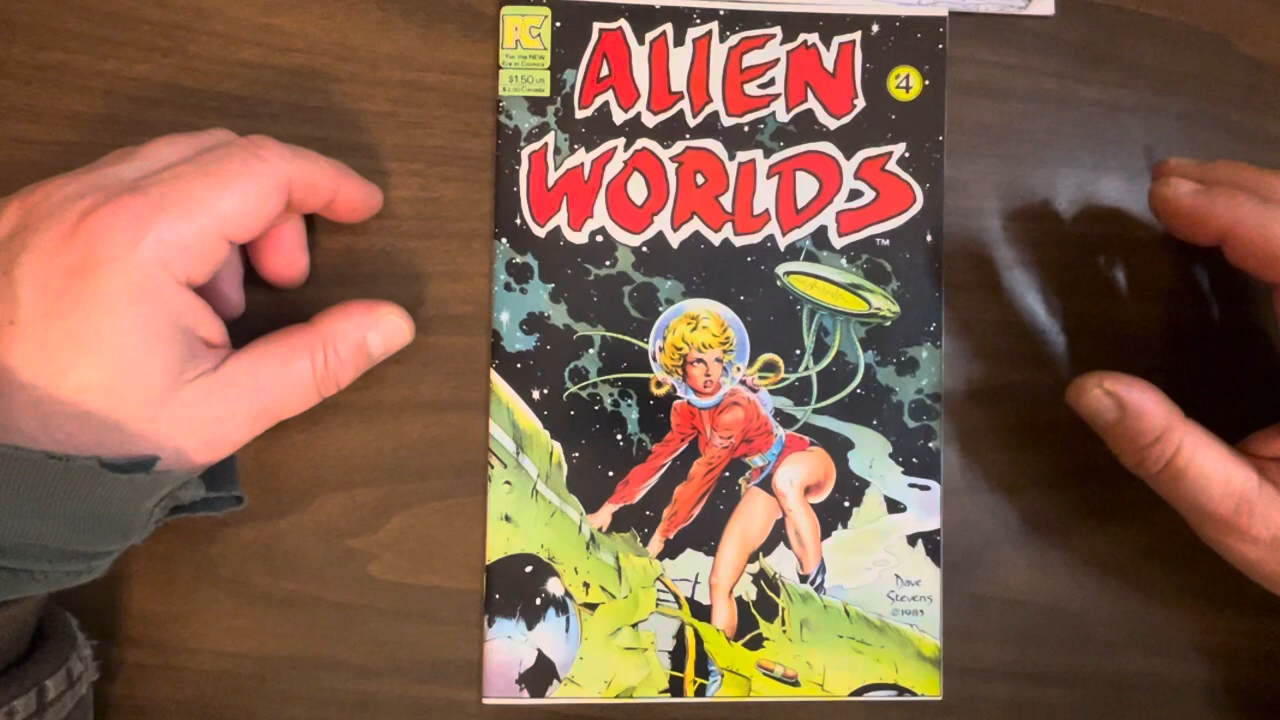 PC
For the NEW
Era in Comics
$1.50 US
ALIEN
#4
WORLDS
TM
Dave
Stevens
©1983